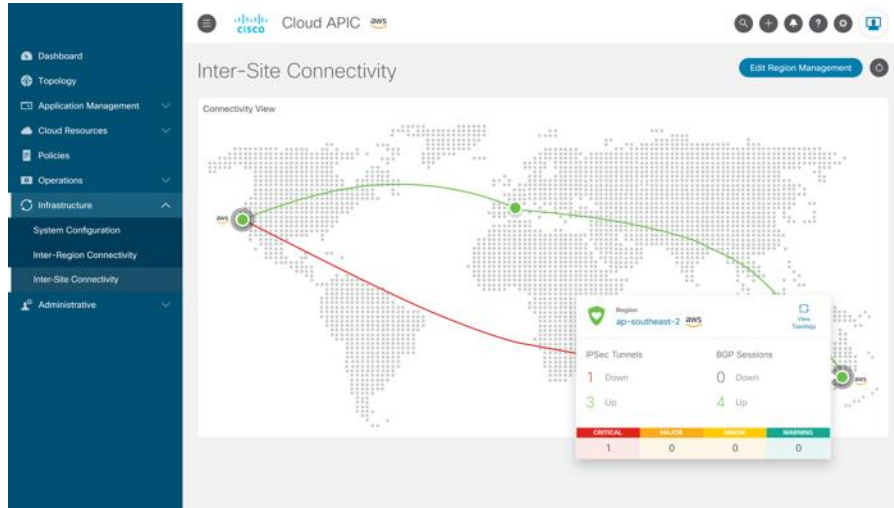 cisco Cloud APIC aws
Dashboard
Topology
Application Management
Cloud Resources
Policies
Operations
Infrastructure
System Configuration
Inter-Region Connectivity
Inter-Site Connectivity
Administrative
Inter-Site Connectivity
Edit Region Management
Connectivity View
aws
Region
ap-southeast-2 aws
View
Topology
IPSec Tunnels
1 Down
3 Up
BGP Sessions
0 Down
4 Up
CRITICAL MAJOR MINOR WARNING
1 0 0 0
aws